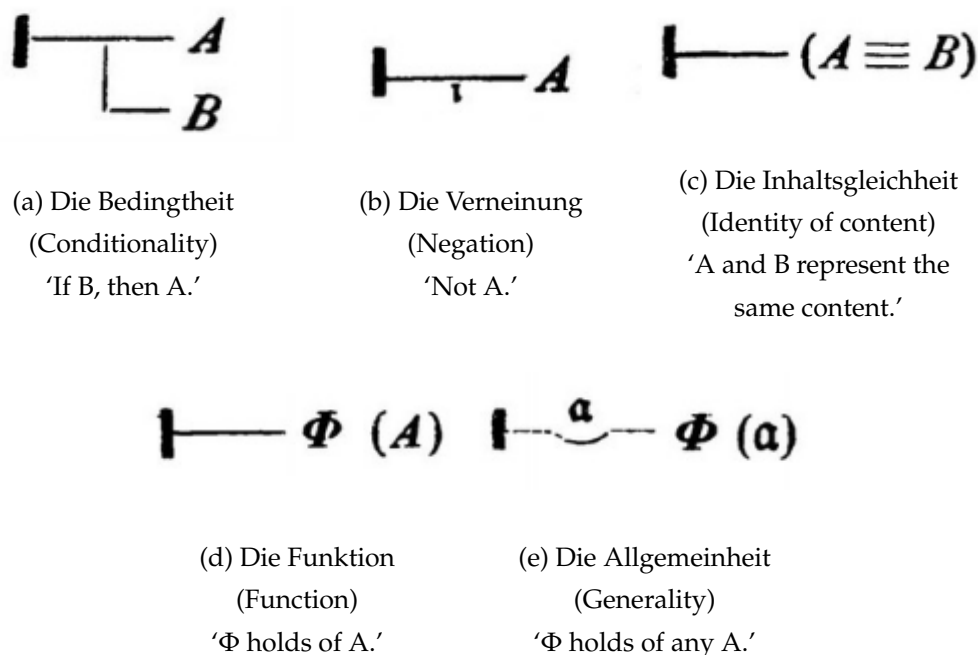 A
B
A
(A ≡ B)
(a) Die Bedingtheit
(Conditionality)
‘If B, then A.’
(b) Die Verneinung
(Negation)
‘Not A.’
(c) Die Inhaltsgleichheit
(Identity of content)
‘A and B represent the
same content.’
Φ (A)
𝔞
Φ (𝔞)
(d) Die Funktion
(Function)
‘Φ holds of A.’
(e) Die Allgemeinheit
(Generality)
‘Φ holds of any A.’